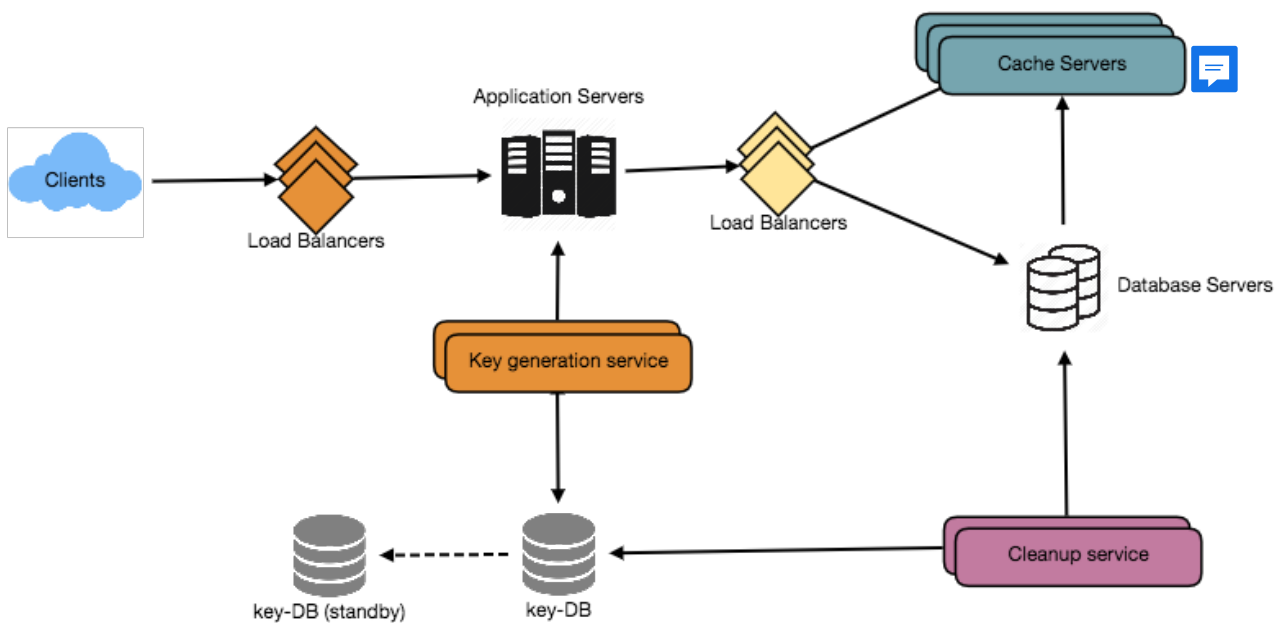 Cache Servers
Application Servers
Clients
Load Balancers
Load Balancers
Database Servers
Key generation service
Cleanup service
key-DB (standby)
key-DB